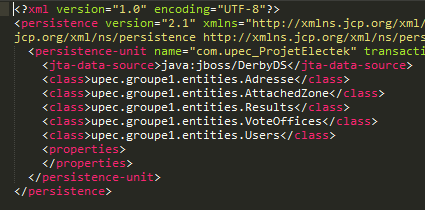 <?xml version="1.0" encoding="UTF-8"?>
<persistence version="2.1" xmlns="http://xmlns.jcp.org/xml/
jcp.org/xml/ns/persistence http://xmlns.jcp.org/xml/ns/pers
<persistence-unit name="com.upec_ProjetElectek" transacti
<jta-data-source>java:jboss/DerbyDS</jta-data-source>
<class>upec.groupe1.entities.Adresse</class>
<class>upec.groupe1.entities.AttachedZone</class>
<class>upec.groupe1.entities.Results</class>
<class>upec.groupe1.entities.VoteOffices</class>
<class>upec.groupe1.entities.Users</class>
<properties>
</properties>
</persistence-unit>
</persistence>